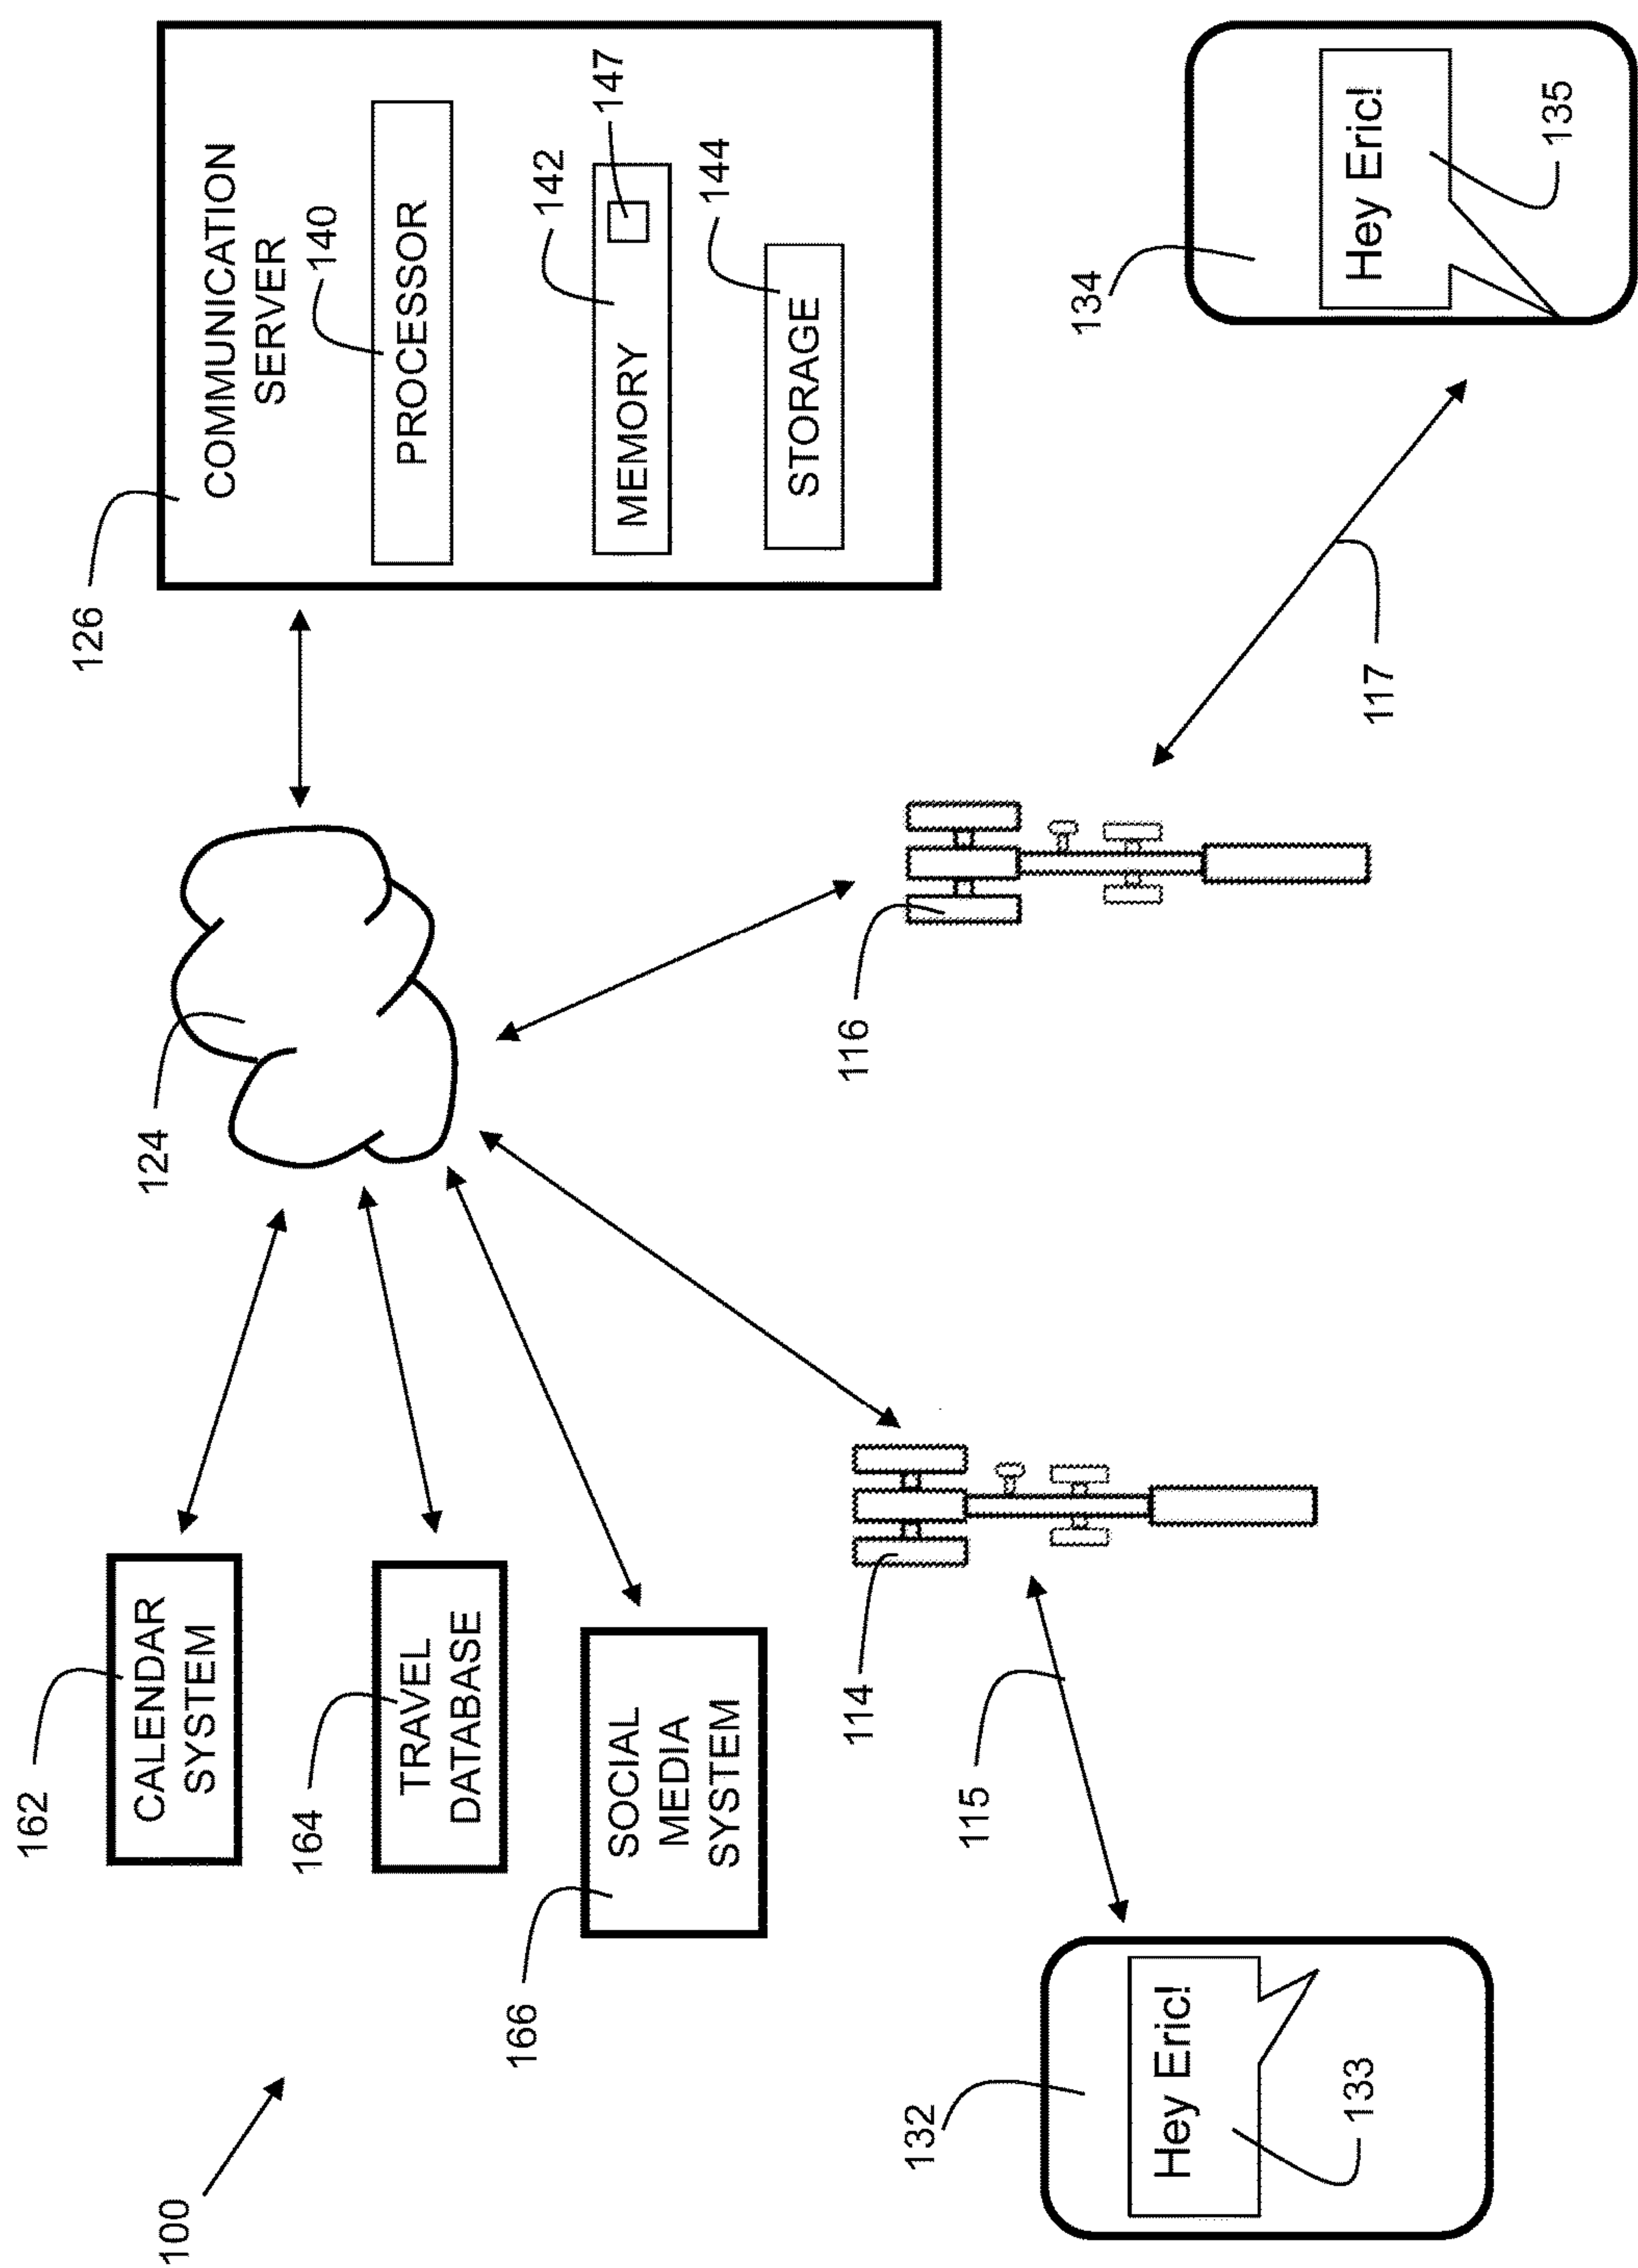 100
162
CALENDAR
SYSTEM
164
TRAVEL
DATABASE
166
SOCIAL
MEDIA
SYSTEM
124
126
COMMUNICATION
SERVER
140
PROCESSOR
142
147
MEMORY
144
STORAGE
114
116
115
117
132
Hey Eric!
133
134
Hey Eric!
135